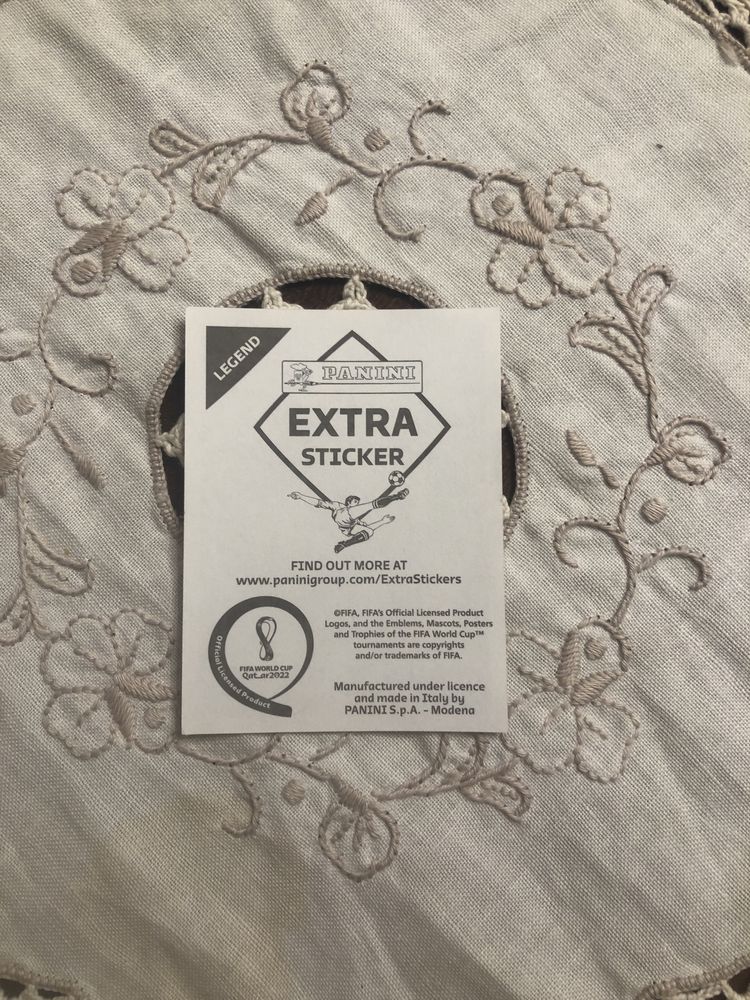 LEGEND
PANINI
EXTRA
STICKER
FIND OUT MORE AT
www.paninigroup.com/ExtraStickers
©FIFA, FIFA's Official Licensed Product
Logos, and the Emblems, Mascots, Posters
and Trophies of the FIFA World Cup™
tournaments are copyrights
and/or trademarks of FIFA.
FIFA WORLD CUP
Qatar2022
Official Licensed Product
Manufactured under licence
and made in Italy by
PANINI S.p.A. - Modena